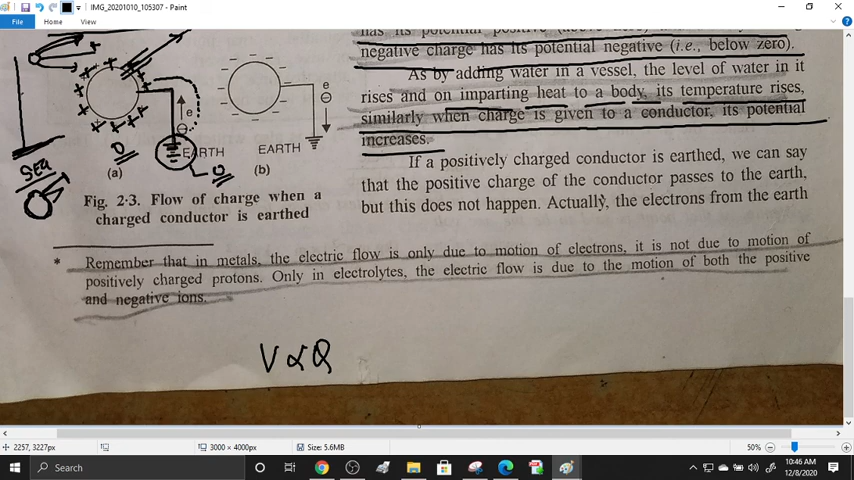 IMG_20201010_105307 - Paint
File Home View
has its potential positive
negative charge has its potential negative (i.e., below zero).
As by adding water in a vessel, the level of water in it
rises and on imparting heat to a body, its temperature rises,
similarly when charge is given to a conductor, its potential
increases.
If a positively charged conductor is earthed, we can say
that the positive charge of the conductor passes to the earth,
but this does not happen. Actually, the electrons from the earth
e
e
EARTH
EARTH
O
O
SEA
(a)
(b)
Fig. 2·3. Flow of charge when a
charged conductor is earthed
* Remember that in metals, the electric flow is only due to motion of electrons, it is not due to motion of
positively charged protons. Only in electrolytes, the electric flow is due to the motion of both the positive
and negative ions.
V∝Q
2257, 3227px
3000 × 4000px
Size: 5.6MB
50%
Search
10:46 AM
12/8/2020